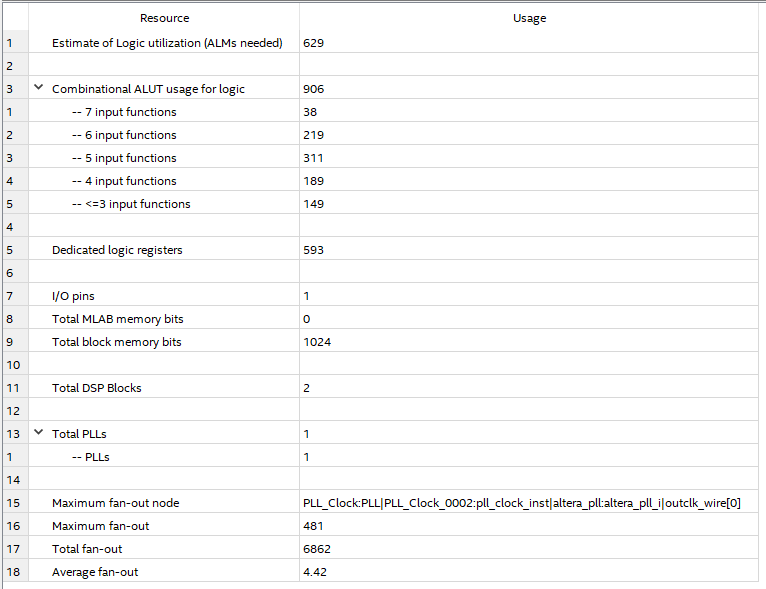 Resource Usage
1 Estimate of Logic utilization (ALMs needed) 629
2
3 Combinational ALUT usage for logic 906
1 -- 7 input functions 38
2 -- 6 input functions 219
3 -- 5 input functions 311
4 -- 4 input functions 189
5 -- <=3 input functions 149
4
5 Dedicated logic registers 593
6
7 I/O pins 1
8 Total MLAB memory bits 0
9 Total block memory bits 1024
10
11 Total DSP Blocks 2
12
13 Total PLLs 1
1 -- PLLs 1
14
15 Maximum fan-out node PLL_Clock:PLL|PLL_Clock_0002:pll_clock_inst|altera_pll:altera_pll_i|outclk_wire[0]
16 Maximum fan-out 481
17 Total fan-out 6862
18 Average fan-out 4.42